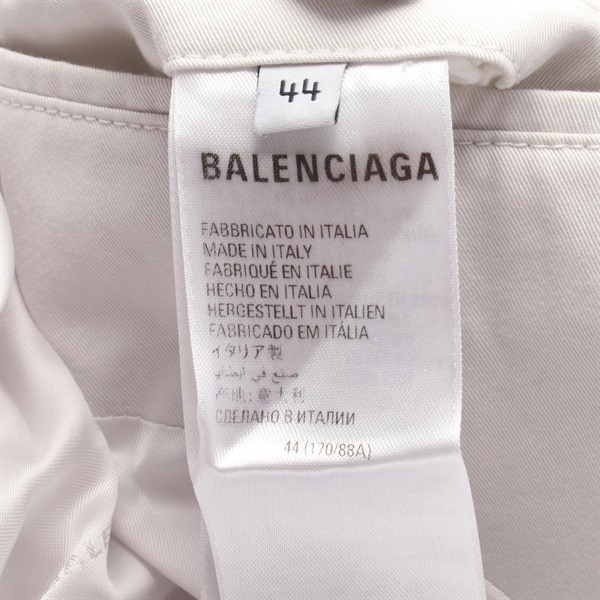 44
BALENCIAGA
FABBRICATO IN ITALIA
MADE IN ITALY
FABRIQUÉ EN ITALIE
HECHO EN ITALIA
HERGESTELLT IN ITALIEN
FABRICADO EM ITÁLIA
イタリア製
صنع في ايطاليا
产地:意大利
СДЕЛАНО В ИТАЛИИ
44 (170/88A)